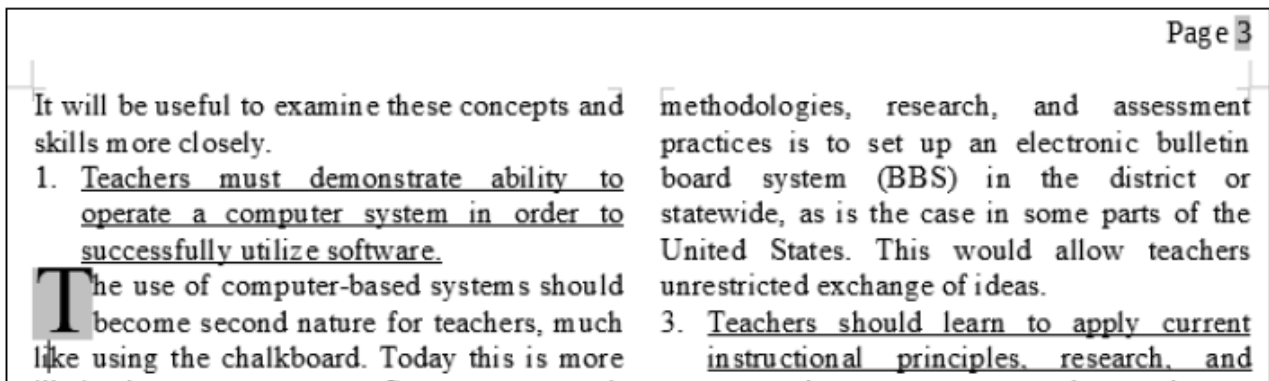 Page 3
It will be useful to examine these concepts and
skills more closely.
1. Teachers must demonstrate ability to
operate a computer system in order to
successfully utilize software.
The use of computer-based systems should
become second nature for teachers, much
like using the chalkboard. Today this is more
methodologies, research, and assessment
practices is to set up an electronic bulletin
board system (BBS) in the district or
statewide, as is the case in some parts of the
United States. This would allow teachers
unrestricted exchange of ideas.
3. Teachers should learn to apply current
instructional principles, research, and